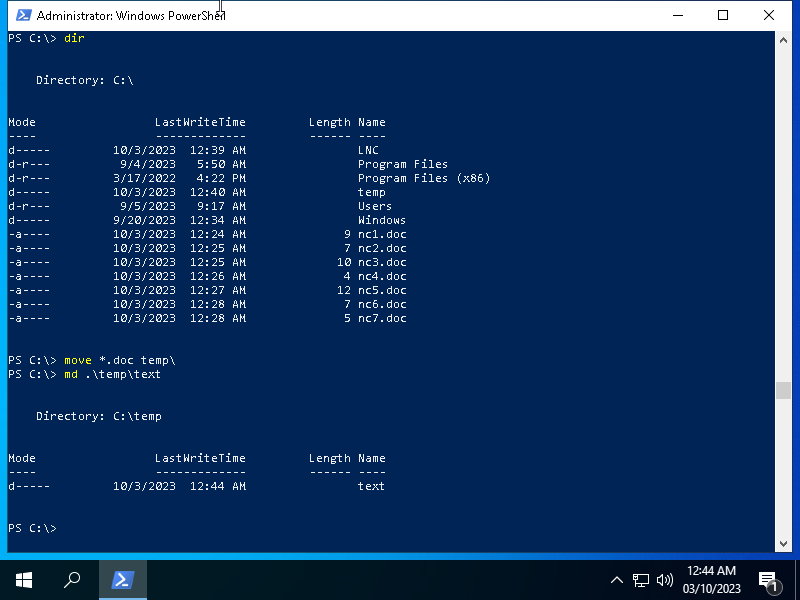 Administrator: Windows PowerShell
PS C:\> dir
Directory: C:\
Mode LastWriteTime Length Name
---- ------------- ------ ----
d----- 10/3/2023 12:39 AM LNC
d-r--- 9/4/2023 5:50 AM Program Files
d-r--- 3/17/2022 4:22 PM Program Files (x86)
d----- 10/3/2023 12:40 AM temp
d-r--- 9/5/2023 9:17 AM Users
d----- 9/20/2023 12:34 AM Windows
-a---- 10/3/2023 12:24 AM 9 nc1.doc
-a---- 10/3/2023 12:25 AM 7 nc2.doc
-a---- 10/3/2023 12:25 AM 10 nc3.doc
-a---- 10/3/2023 12:26 AM 4 nc4.doc
-a---- 10/3/2023 12:27 AM 12 nc5.doc
-a---- 10/3/2023 12:28 AM 7 nc6.doc
-a---- 10/3/2023 12:28 AM 5 nc7.doc
PS C:\> move *.doc temp\
PS C:\> md .\temp\text
Directory: C:\temp
Mode LastWriteTime Length Name
---- ------------- ------ ----
d----- 10/3/2023 12:44 AM text
PS C:\>
12:44 AM
03/10/2023
1